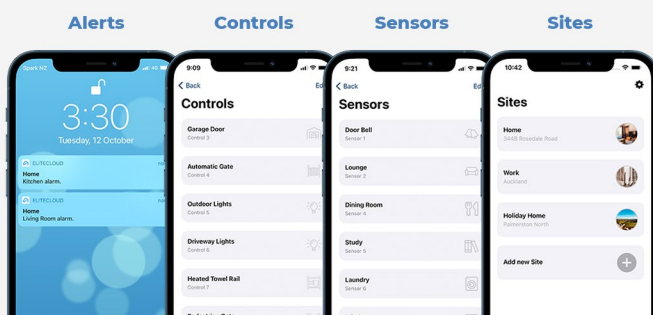 Alerts
Controls
Sensors
Sites
Spark NZ
4G
3:30
Tuesday, 12 October
ELITECLOUD
Home
Kitchen alarm.
ELITECLOUD
Home
Living Room alarm.
9:09
Back
Ed
Controls
Garage Door
Control 3
Automatic Gate
Control 4
Outdoor Lights
Control 5
Driveway Lights
Control 6
Heated Towel Rail
Control 7
9:21
Back
Ed
Sensors
Door Bell
Sensor 1
Lounge
Sensor 2
Dining Room
Sensor 4
Study
Sensor 5
Laundry
Sensor 6
10:42
Sites
Home
344B Rosedale Road
Work
Auckland
Holiday Home
Palmerston North
Add new Site